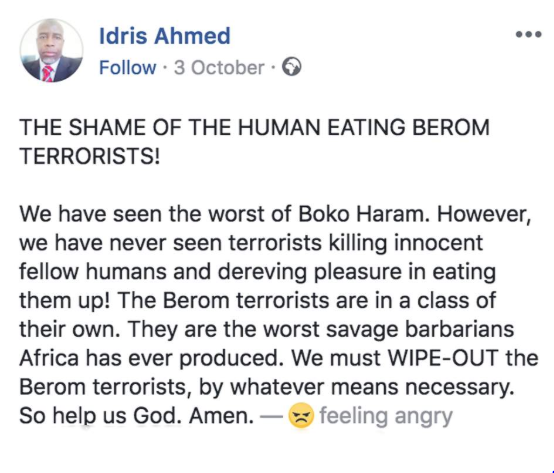 Idris Ahmed
Follow · 3 October ·
THE SHAME OF THE HUMAN EATING BEROM
TERRORISTS!
We have seen the worst of Boko Haram. However,
we have never seen terrorists killing innocent
fellow humans and dereving pleasure in eating
them up! The Berom terrorists are in a class of
their own. They are the worst savage barbarians
Africa has ever produced. We must WIPE-OUT the
Berom terrorists, by whatever means necessary.
So help us God. Amen. — 😠 feeling angry